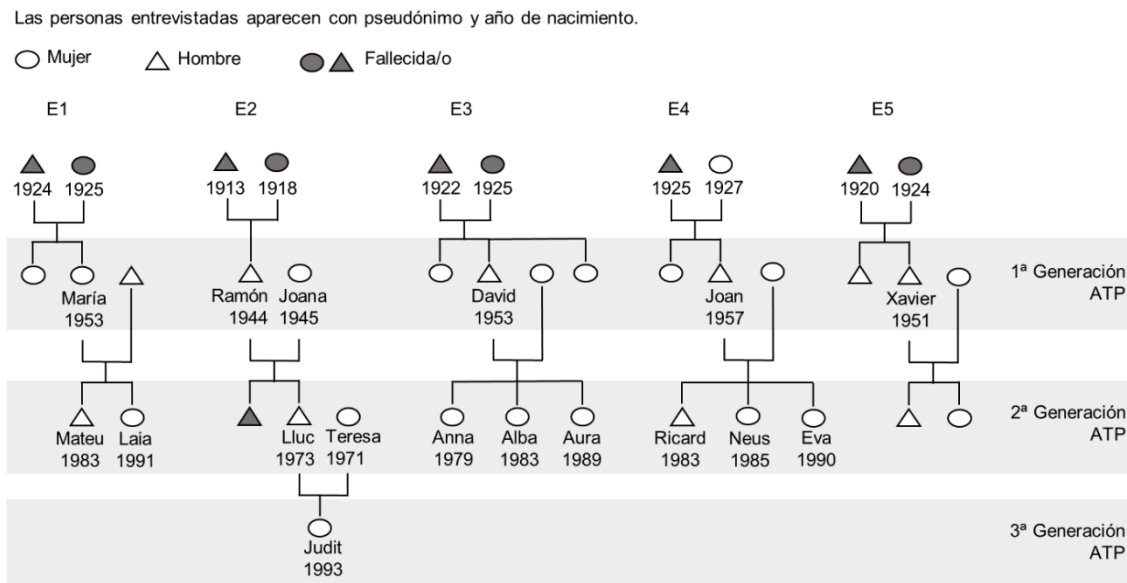 Las personas entrevistadas aparecen con pseudónimo y año de nacimiento.
Mujer Hombre Fallecida/o
E1 E2 E3 E4 E5
1924 1925 1913 1918 1922 1925 1925 1927 1920 1924
1ª Generación
ATP
María Ramón Joana David Joan Xavier
1953 1944 1945 1953 1957 1951
2ª Generación
ATP
Mateu Laia Lluc Teresa Anna Alba Aura Ricard Neus Eva
1983 1991 1973 1971 1979 1983 1989 1983 1985 1990
3ª Generación
ATP
Judit
1993